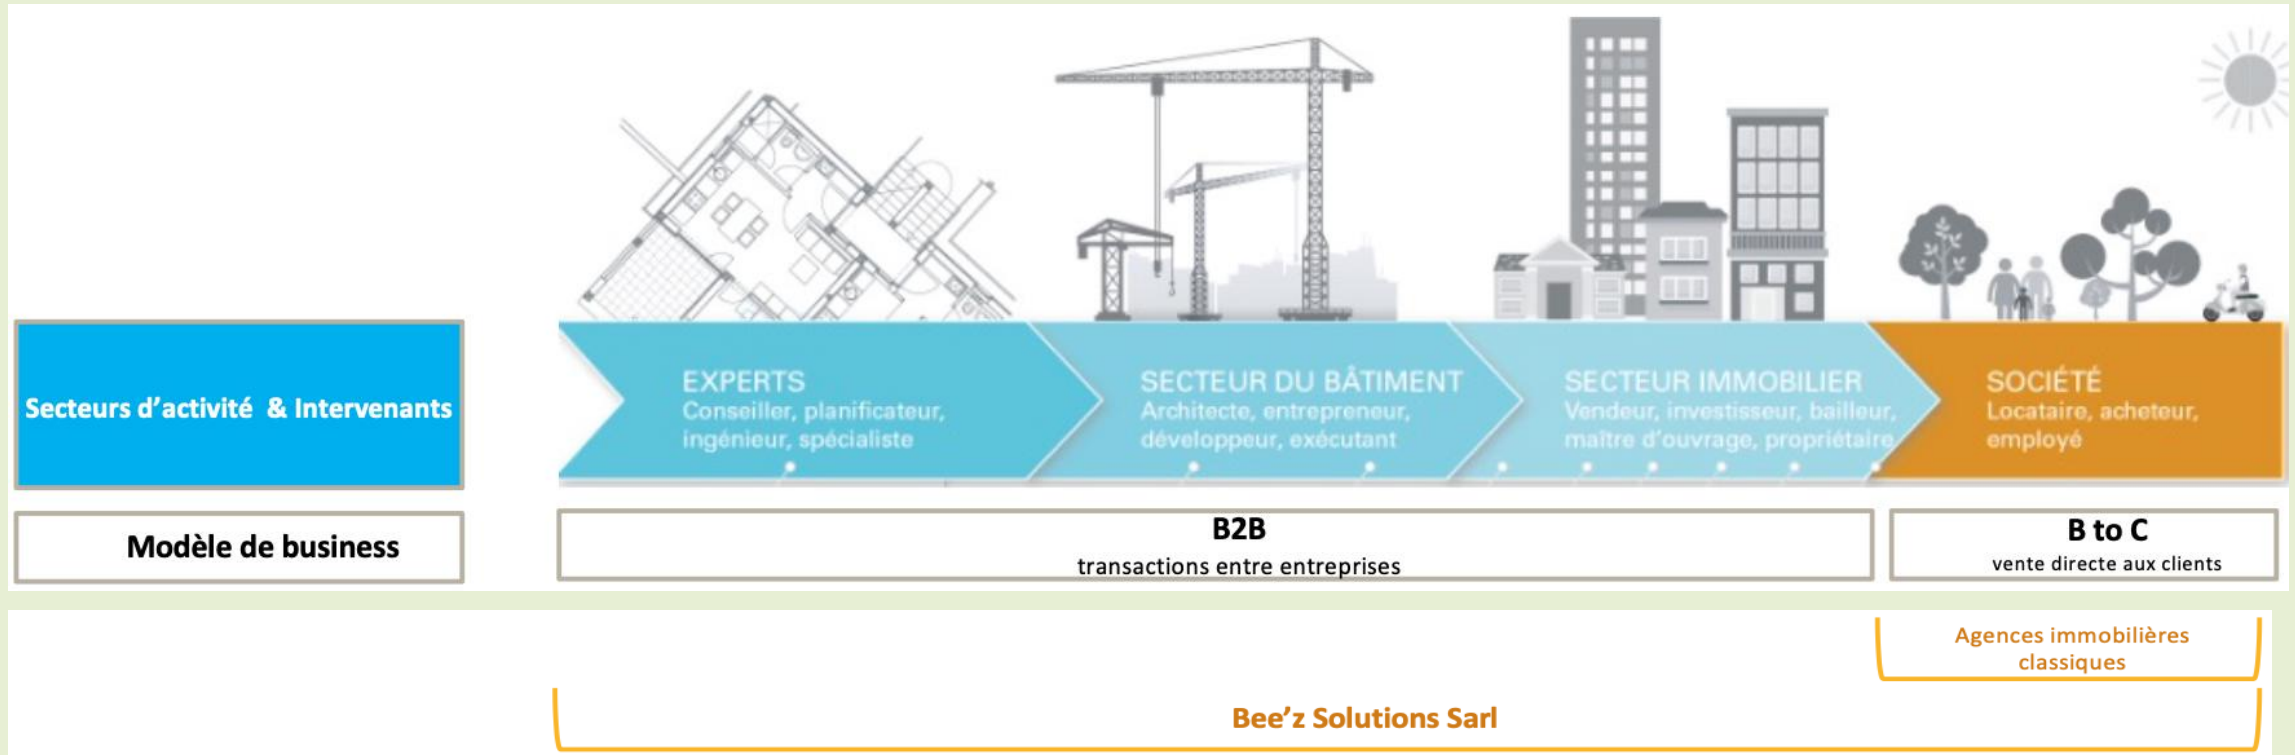 Secteurs d’activité & Intervenants
EXPERTS
Conseiller, planificateur,
ingénieur, spécialiste
SECTEUR DU BÂTIMENT
Architecte, entrepreneur,
développeur, exécutant
SECTEUR IMMOBILIER
Vendeur, investisseur, bailleur,
maître d’ouvrage, propriétaire
SOCIÉTÉ
Locataire, acheteur,
employé
Modèle de business
B2B
transactions entre entreprises
B to C
vente directe aux clients
Agences immobilières
classiques
Bee’z Solutions Sarl